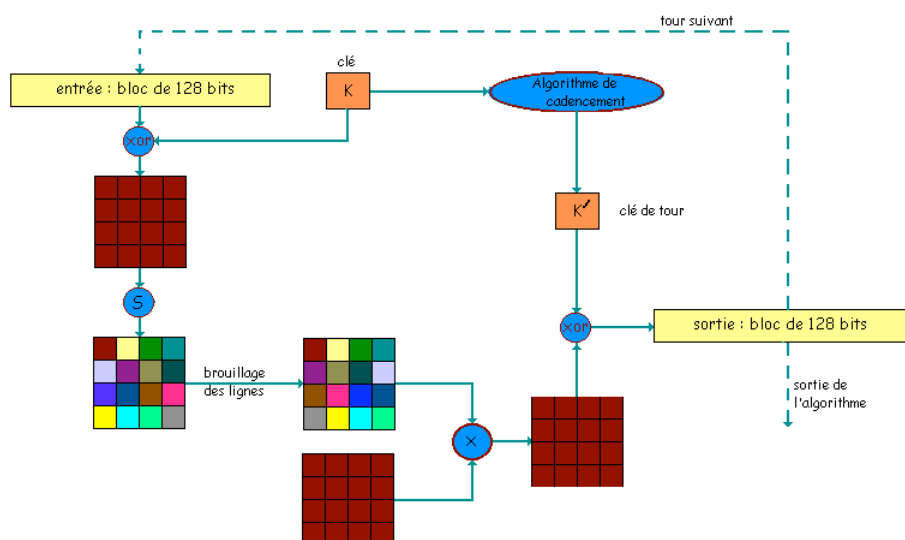 tour suivant
clé
entrée : bloc de 128 bits
K
Algorithme de
cadencement
xor
K'
clé de tour
S
xor
sortie : bloc de 128 bits
brouillage
des lignes
sortie de
l'algorithme
X